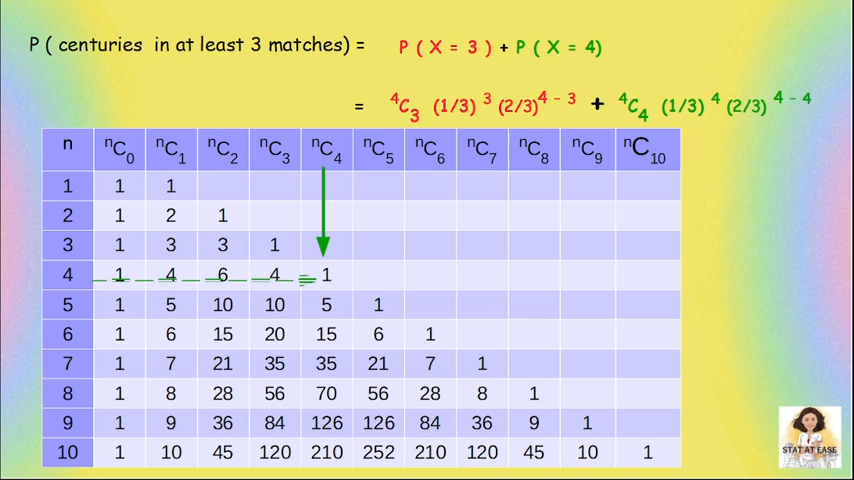 P ( centuries in at least 3 matches) = P ( X = 3 ) + P ( X = 4)
= ⁴C₃ (1/3) ³ (2/3)⁴ ⁻ ³ + ⁴C₄ (1/3) ⁴ (2/3) ⁴ ⁻ ⁴
n ⁿC₀ ⁿC₁ ⁿC₂ ⁿC₃ ⁿC₄ ⁿC₅ ⁿC₆ ⁿC₇ ⁿC₈ ⁿC₉ ⁿC₁₀
1 1 1
2 1 2 1
3 1 3 3 1
4 1 4 6 4 1
5 1 5 10 10 5 1
6 1 6 15 20 15 6 1
7 1 7 21 35 35 21 7 1
8 1 8 28 56 70 56 28 8 1
9 1 9 36 84 126 126 84 36 9 1
10 1 10 45 120 210 252 210 120 45 10 1
STAT AT EASE